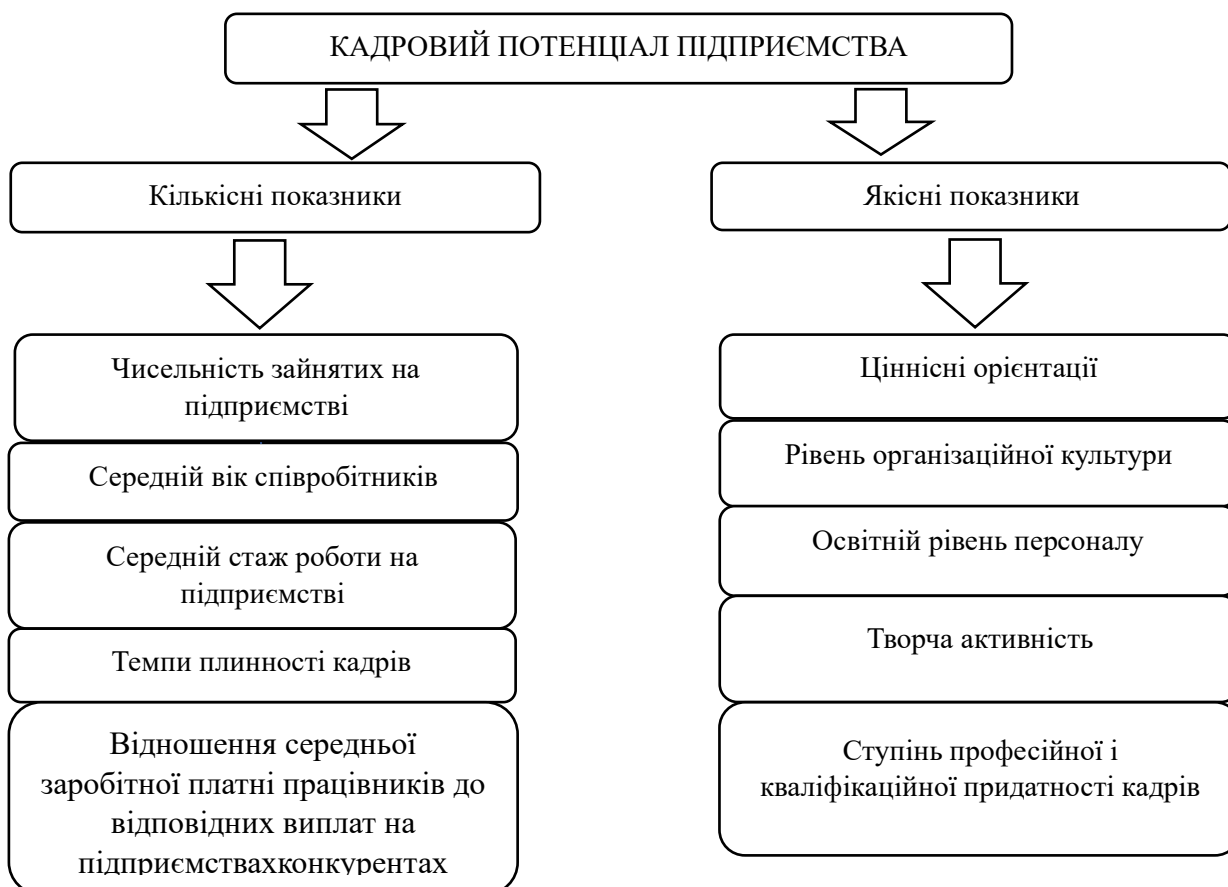 КАДРОВИЙ ПОТЕНЦІАЛ ПІДПРИЄМСТВА
Кількісні показники
Якісні показники
Чисельність зайнятих на
підприємстві
Середній вік співробітників
Середній стаж роботи на
підприємстві
Темпи плинності кадрів
Відношення середньої
заробітної платні працівників до
відповідних виплат на
підприємствахконкурентах
Ціннісні орієнтації
Рівень організаційної культури
Освітній рівень персоналу
Творча активність
Ступінь професійної і
кваліфікаційної придатності кадрів